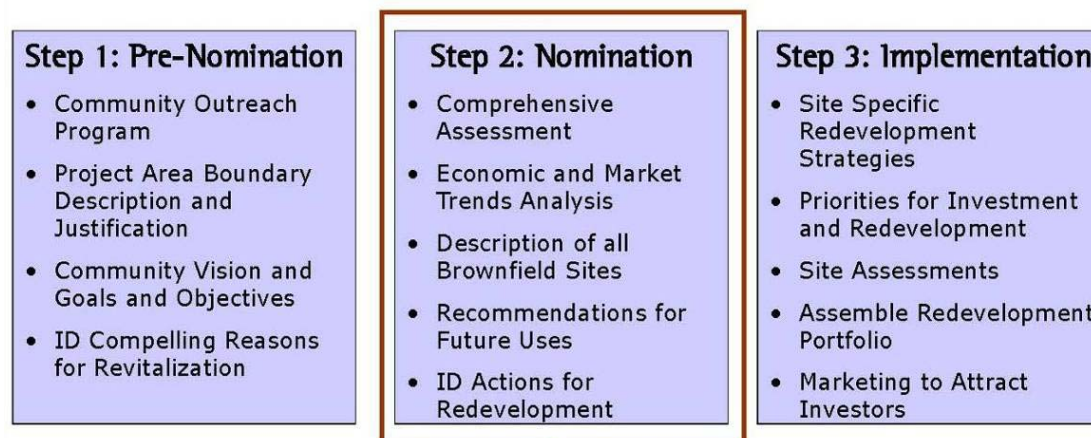 Step 1: Pre-Nomination
• Community Outreach
Program
• Project Area Boundary
Description and
Justification
• Community Vision and
Goals and Objectives
• ID Compelling Reasons
for Revitalization
Step 2: Nomination
• Comprehensive
Assessment
• Economic and Market
Trends Analysis
• Description of all
Brownfield Sites
• Recommendations for
Future Uses
• ID Actions for
Redevelopment
Step 3: Implementation
• Site Specific
Redevelopment
Strategies
• Priorities for Investment
and Redevelopment
• Site Assessments
• Assemble Redevelopment
Portfolio
• Marketing to Attract
Investors